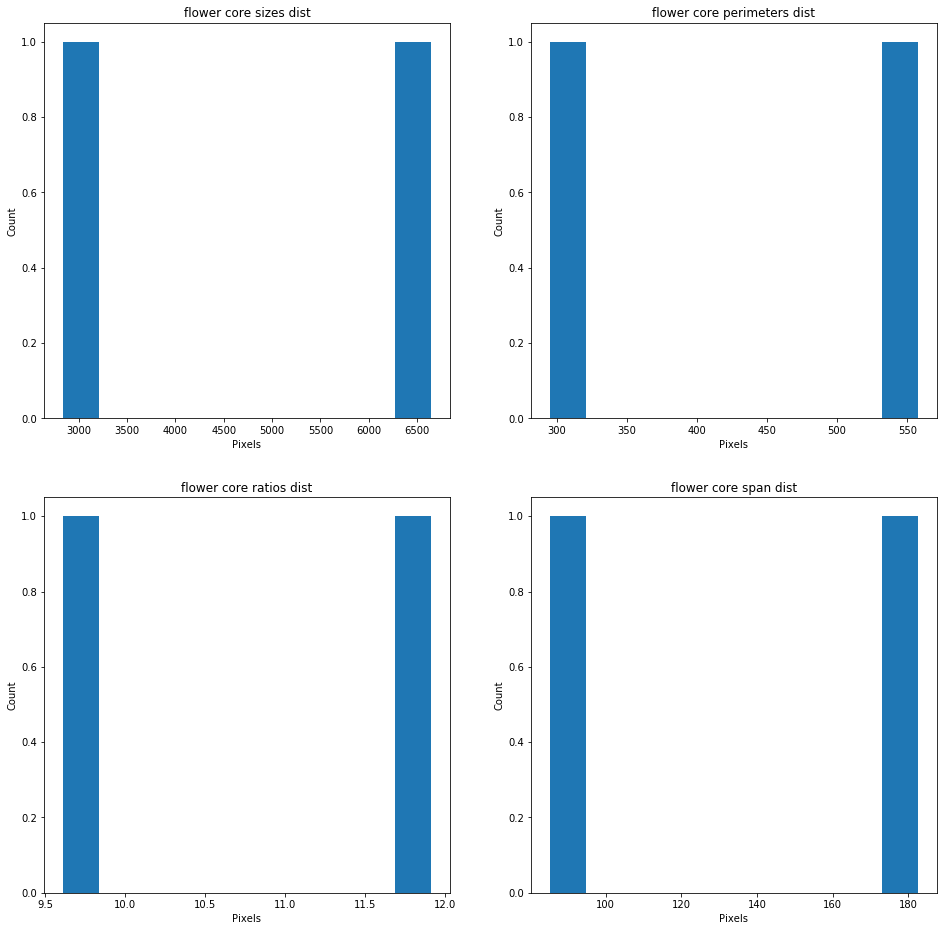 flower core sizes dist
1.0
0.8
0.6
0.4
0.2
0.0
Count
3000 3500 4000 4500 5000 5500 6000 6500
Pixels
flower core perimeters dist
1.0
0.8
0.6
0.4
0.2
0.0
Count
300 350 400 450 500 550
Pixels
flower core ratios dist
1.0
0.8
0.6
0.4
0.2
0.0
Count
9.5 10.0 10.5 11.0 11.5 12.0
Pixels
flower core span dist
1.0
0.8
0.6
0.4
0.2
0.0
Count
100 120 140 160 180
Pixels